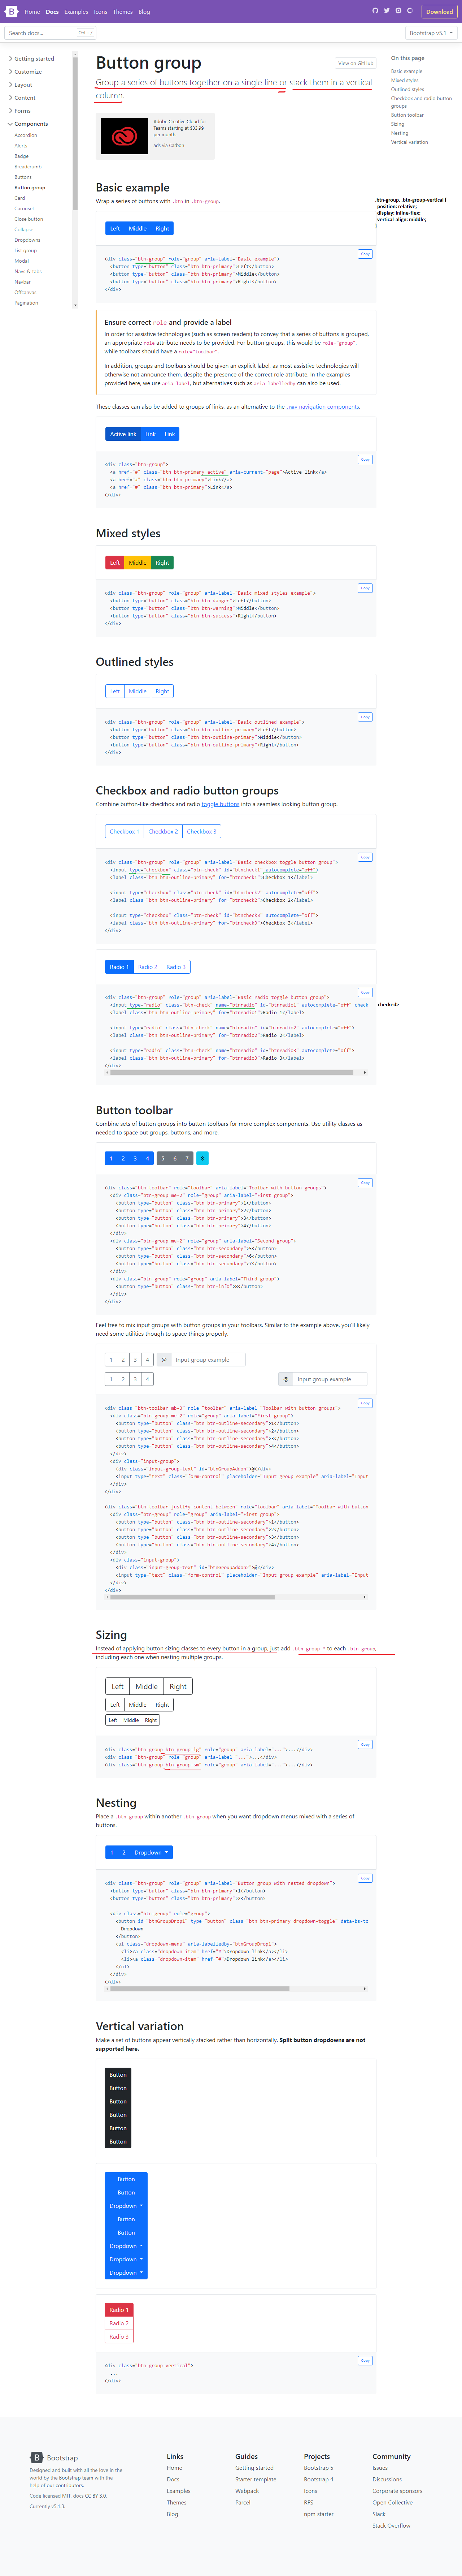 Home Docs Examples Icons Themes Blog Download
Search docs... Ctrl + / Bootstrap v5.1
Getting started
Customize
Layout
Content
Forms
Components
Accordion
Alerts
Badge
Breadcrumb
Buttons
Button group
Card
Carousel
Close button
Collapse
Dropdowns
List group
Modal
Navs & tabs
Navbar
Offcanvas
Pagination
Button group
View on GitHub
Group a series of buttons together on a single line or stack them in a vertical
column.
Adobe Creative Cloud for
Teams starting at $33.99
per month.
ads via Carbon
On this page
Basic example
Mixed styles
Outlined styles
Checkbox and radio button
groups
Button toolbar
Sizing
Nesting
Vertical variation
Basic example
Wrap a series of buttons with .btn in .btn-group.
.btn-group, .btn-group-vertical {
position: relative;
display: inline-flex;
vertical-align: middle;
}
Left Middle Right
Copy
<div class="btn-group" role="group" aria-label="Basic example">
<button type="button" class="btn btn-primary">Left</button>
<button type="button" class="btn btn-primary">Middle</button>
<button type="button" class="btn btn-primary">Right</button>
</div>
Ensure correct role and provide a label
In order for assistive technologies (such as screen readers) to convey that a series of buttons is grouped,
an appropriate role attribute needs to be provided. For button groups, this would be role="group",
while toolbars should have a role="toolbar".
In addition, groups and toolbars should be given an explicit label, as most assistive technologies will
otherwise not announce them, despite the presence of the correct role attribute. In the examples
provided here, we use aria-label, but alternatives such as aria-labelledby can also be used.
These classes can also be added to groups of links, as an alternative to the .nav navigation components.
Active link Link Link
Copy
<div class="btn-group">
<a href="#" class="btn btn-primary active" aria-current="page">Active link</a>
<a href="#" class="btn btn-primary">Link</a>
<a href="#" class="btn btn-primary">Link</a>
</div>
Mixed styles
Left Middle Right
Copy
<div class="btn-group" role="group" aria-label="Basic mixed styles example">
<button type="button" class="btn btn-danger">Left</button>
<button type="button" class="btn btn-warning">Middle</button>
<button type="button" class="btn btn-success">Right</button>
</div>
Outlined styles
Left Middle Right
Copy
<div class="btn-group" role="group" aria-label="Basic outlined example">
<button type="button" class="btn btn-outline-primary">Left</button>
<button type="button" class="btn btn-outline-primary">Middle</button>
<button type="button" class="btn btn-outline-primary">Right</button>
</div>
Checkbox and radio button groups
Combine button-like checkbox and radio toggle buttons into a seamless looking button group.
Checkbox 1 Checkbox 2 Checkbox 3
Copy
<div class="btn-group" role="group" aria-label="Basic checkbox toggle button group">
<input type="checkbox" class="btn-check" id="btncheck1" autocomplete="off">
<label class="btn btn-outline-primary" for="btncheck1">Checkbox 1</label>
<input type="checkbox" class="btn-check" id="btncheck2" autocomplete="off">
<label class="btn btn-outline-primary" for="btncheck2">Checkbox 2</label>
<input type="checkbox" class="btn-check" id="btncheck3" autocomplete="off">
<label class="btn btn-outline-primary" for="btncheck3">Checkbox 3</label>
</div>
Radio 1 Radio 2 Radio 3
Copy
<div class="btn-group" role="group" aria-label="Basic radio toggle button group">
<input type="radio" class="btn-check" name="btnradio" id="btnradio1" autocomplete="off" check checked>
<label class="btn btn-outline-primary" for="btnradio1">Radio 1</label>
<input type="radio" class="btn-check" name="btnradio" id="btnradio2" autocomplete="off">
<label class="btn btn-outline-primary" for="btnradio2">Radio 2</label>
<input type="radio" class="btn-check" name="btnradio" id="btnradio3" autocomplete="off">
<label class="btn btn-outline-primary" for="btnradio3">Radio 3</label>
</div>
Button toolbar
Combine sets of button groups into button toolbars for more complex components. Use utility classes as
needed to space out groups, buttons, and more.
1 2 3 4 5 6 7 8
Copy
<div class="btn-toolbar" role="toolbar" aria-label="Toolbar with button groups">
<div class="btn-group me-2" role="group" aria-label="First group">
<button type="button" class="btn btn-primary">1</button>
<button type="button" class="btn btn-primary">2</button>
<button type="button" class="btn btn-primary">3</button>
<button type="button" class="btn btn-primary">4</button>
</div>
<div class="btn-group me-2" role="group" aria-label="Second group">
<button type="button" class="btn btn-secondary">5</button>
<button type="button" class="btn btn-secondary">6</button>
<button type="button" class="btn btn-secondary">7</button>
</div>
<div class="btn-group" role="group" aria-label="Third group">
<button type="button" class="btn btn-info">8</button>
</div>
</div>
Feel free to mix input groups with button groups in your toolbars. Similar to the example above, you'll likely
need some utilities though to space things properly.
1 2 3 4 @ Input group example
1 2 3 4 @ Input group example
Copy
<div class="btn-toolbar mb-3" role="toolbar" aria-label="Toolbar with button groups">
<div class="btn-group me-2" role="group" aria-label="First group">
<button type="button" class="btn btn-outline-secondary">1</button>
<button type="button" class="btn btn-outline-secondary">2</button>
<button type="button" class="btn btn-outline-secondary">3</button>
<button type="button" class="btn btn-outline-secondary">4</button>
</div>
<div class="input-group">
<div class="input-group-text" id="btnGroupAddon">@</div>
<input type="text" class="form-control" placeholder="Input group example" aria-label="Input
</div>
</div>
<div class="btn-toolbar justify-content-between" role="toolbar" aria-label="Toolbar with button
<div class="btn-group" role="group" aria-label="First group">
<button type="button" class="btn btn-outline-secondary">1</button>
<button type="button" class="btn btn-outline-secondary">2</button>
<button type="button" class="btn btn-outline-secondary">3</button>
<button type="button" class="btn btn-outline-secondary">4</button>
</div>
<div class="input-group">
<div class="input-group-text" id="btnGroupAddon2">@</div>
<input type="text" class="form-control" placeholder="Input group example" aria-label="Input
</div>
</div>
Sizing
Instead of applying button sizing classes to every button in a group, just add .btn-group-* to each .btn-group,
including each one when nesting multiple groups.
Left Middle Right
Left Middle Right
Left Middle Right
Copy
<div class="btn-group btn-group-lg" role="group" aria-label="...">...</div>
<div class="btn-group" role="group" aria-label="...">...</div>
<div class="btn-group btn-group-sm" role="group" aria-label="...">...</div>
Nesting
Place a .btn-group within another .btn-group when you want dropdown menus mixed with a series of
buttons.
1 2 Dropdown
Copy
<div class="btn-group" role="group" aria-label="Button group with nested dropdown">
<button type="button" class="btn btn-primary">1</button>
<button type="button" class="btn btn-primary">2</button>
<div class="btn-group" role="group">
<button id="btnGroupDrop1" type="button" class="btn btn-primary dropdown-toggle" data-bs-tc
Dropdown
</button>
<ul class="dropdown-menu" aria-labelledby="btnGroupDrop1">
<li><a class="dropdown-item" href="#">Dropdown link</a></li>
<li><a class="dropdown-item" href="#">Dropdown link</a></li>
</ul>
</div>
</div>
Vertical variation
Make a set of buttons appear vertically stacked rather than horizontally. Split button dropdowns are not
supported here.
Button
Button
Button
Button
Button
Button
Button
Button
Dropdown
Button
Button
Dropdown
Dropdown
Dropdown
Radio 1
Radio 2
Radio 3
Copy
<div class="btn-group-vertical">
...
</div>
Bootstrap
Designed and built with all the love in the
world by the Bootstrap team with the
help of our contributors.
Code licensed MIT, docs CC BY 3.0.
Currently v5.1.3.
Links
Home
Docs
Examples
Icons
Themes
Blog
Guides
Getting started
Starter template
Webpack
Parcel
Projects
Bootstrap 5
Bootstrap 4
Icons
RFS
npm starter
Community
Issues
Discussions
Corporate sponsors
Open Collective
Slack
Stack Overflow